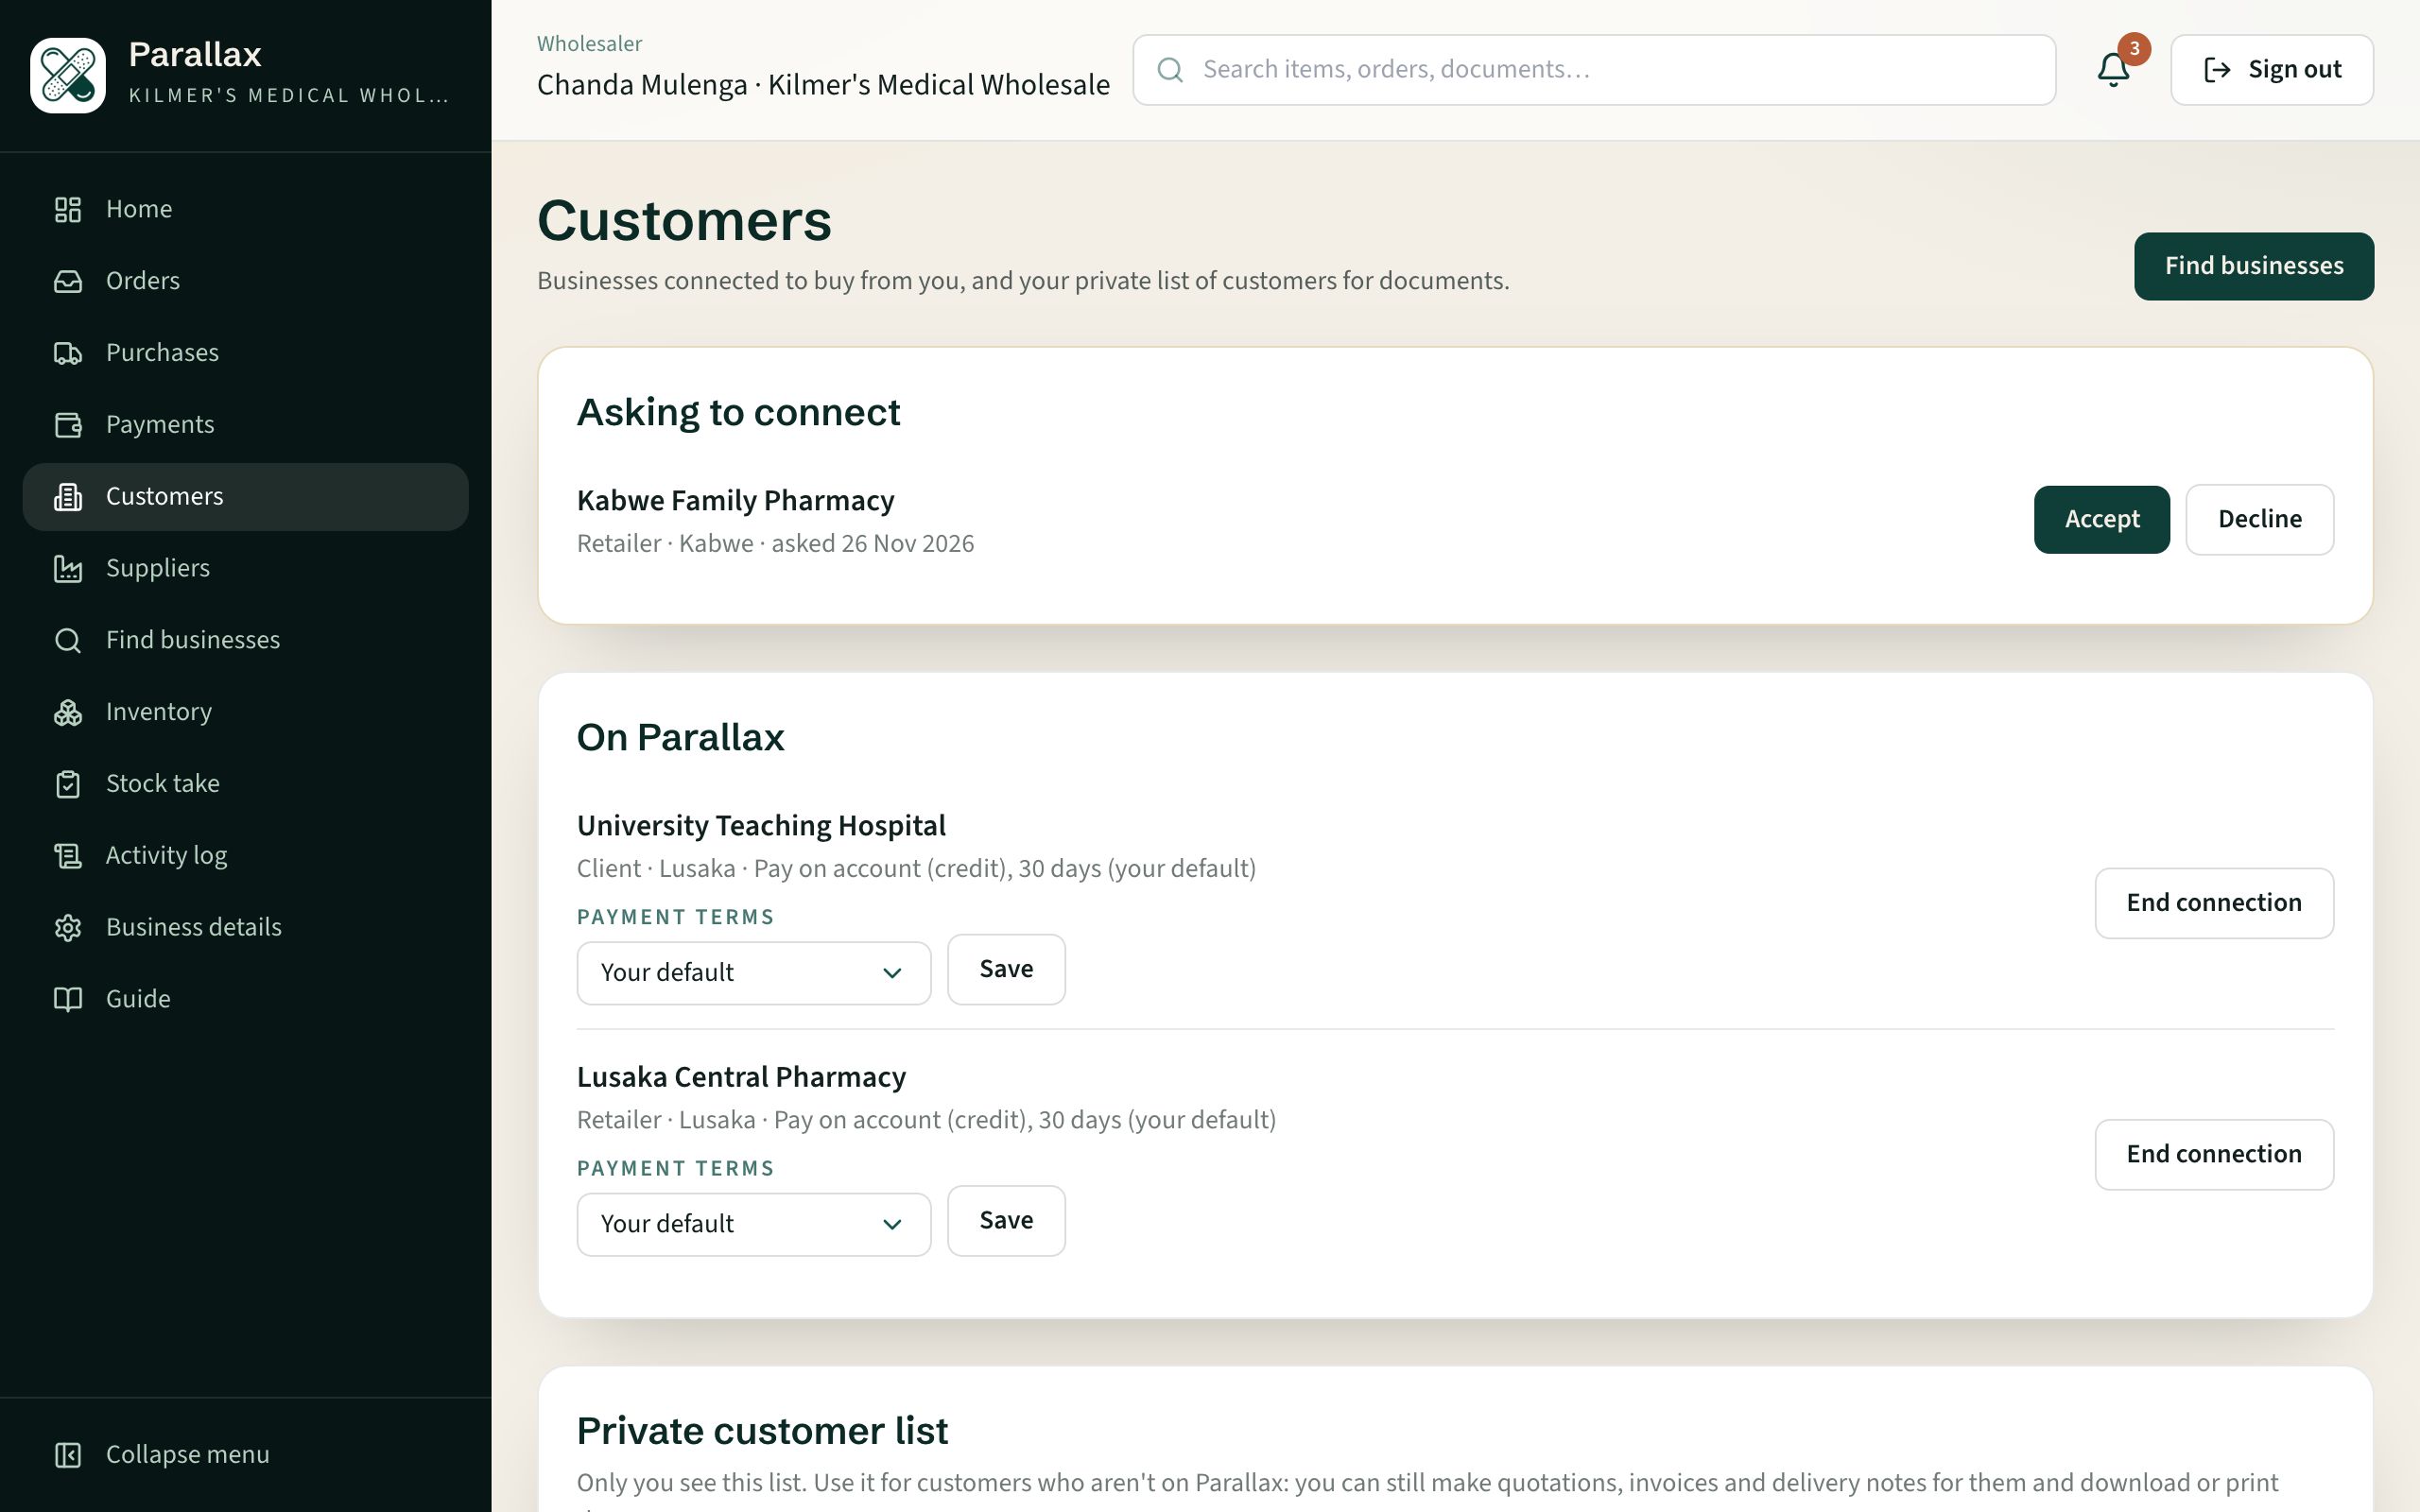 Parallax
KILMER'S MEDICAL WHOL...
Home
Orders
Purchases
Payments
Customers
Suppliers
Find businesses
Inventory
Stock take
Activity log
Business details
Guide
Collapse menu
Wholesaler
Chanda Mulenga · Kilmer's Medical Wholesale
Search items, orders, documents...
3
Sign out
Customers
Businesses connected to buy from you, and your private list of customers for documents.
Find businesses
Asking to connect
Kabwe Family Pharmacy
Retailer · Kabwe · asked 26 Nov 2026
Accept
Decline
On Parallax
University Teaching Hospital
Client · Lusaka · Pay on account (credit), 30 days (your default)
PAYMENT TERMS
Your default
Save
End connection
Lusaka Central Pharmacy
Retailer · Lusaka · Pay on account (credit), 30 days (your default)
PAYMENT TERMS
Your default
Save
End connection
Private customer list
Only you see this list. Use it for customers who aren't on Parallax: you can still make quotations, invoices and delivery notes for them and download or print